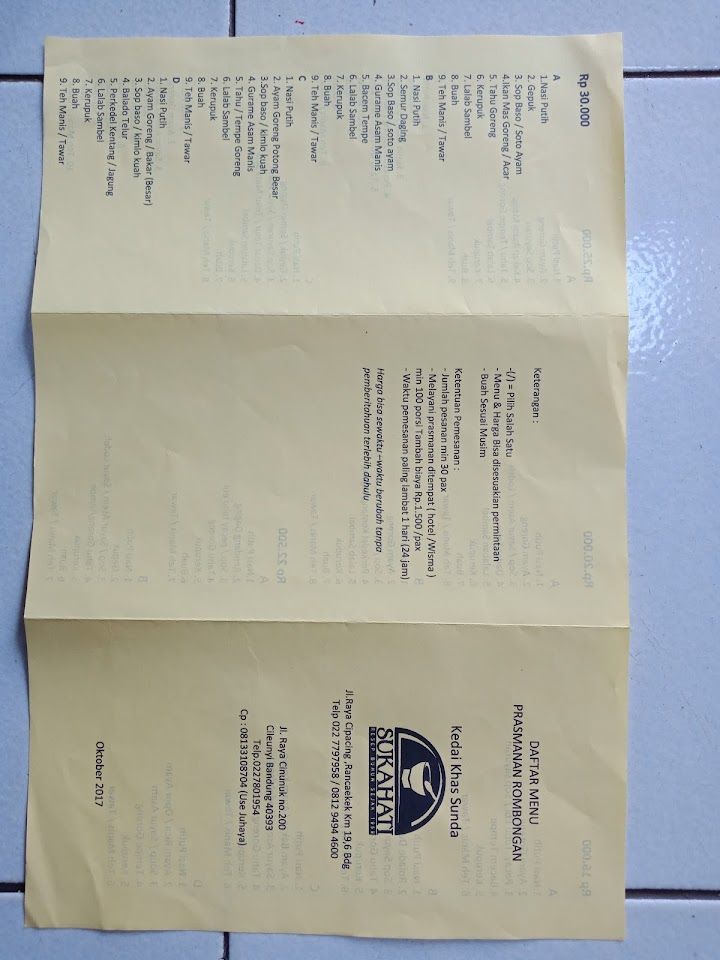 Rp 30.000
A
1.Nasi Putih
2. Gepuk
3. Sop Baso / Soto Ayam
4.Ikan Mas Goreng / Acar
5. Tahu Goreng
6. Kerupuk
7. Lalab Sambel
8. Buah
9. Teh Manis / Tawar
B
1. Nasi Putih
2. Semur Daging
3.Sop Baso / soto ayam
4. Gurame Asam Manis
5. Bacem Tempe
6. Lalab Sambel
7. Kerupuk
8. Buah
9. Teh Manis / Tawar
C
1. Nasi Putih
2. Ayam Goreng Potong Besar
3.Sop baso / kimlo kuah
4. Gurame Asam Manis
5. Tahu / Tempe Goreng
6. Lalab Sambel
7. Kerupuk
8. Buah
9. Teh Manis / Tawar
D
1. Nasi Putih
2. Ayam Goreng / Bakar (Besar)
3. Sop baso / kimlo kuah
4. Balado Telur
5. Perkedel Kentang / Jagung
6. Lalab Sambel
7. Kerupuk
8. Buah
9. Teh Manis / Tawar
Keterangan :
-(/) = Pilih Salah Satu
- Menu & Harga Bisa disesuaikan permintaan
- Buah Sesuai Musim
Ketentuan Pemesanan :
- Jumlah pesanan min 30 pax
- Melayani prasmanan ditempat ( hotel /Wisma )
min 100 porsi Tambah biaya Rp.1.500 /pax
- Waktu pemesanan paling lambat 1 hari (24 jam)
Harga bisa sewaktu –waktu berubah tanpa
pemberitahuan terlebih dahulu
DAFTAR MENU
PRASMANAN ROMBONGAN
Kedai Khas Sunda
SUKAHATI
RESEP BUHUN SEJAK 1997
Jl.Raya Cipacing ,Rancaekek Km 19,6 Bdg
Telp 022 7797958 / 0812 9494 4600
Jl. Raya Cinunuk no.200
Cileunyi Bandung 40393
Telp.0227801954
Cp : 08133108704 (Use Juhaya)
Oktober 2017